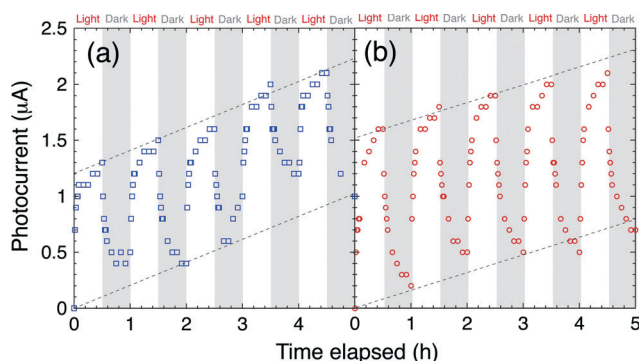 Light Dark Light Dark Light Dark Light Dark Light Dark Light Dark Light Dark Light Dark Light Dark Light Dark
(a) (b)
2.5
2
1.5
1
0.5
0
Photocurrent (μA)
0 1 2 3 4 0 1 2 3 4 5
Time elapsed (h)